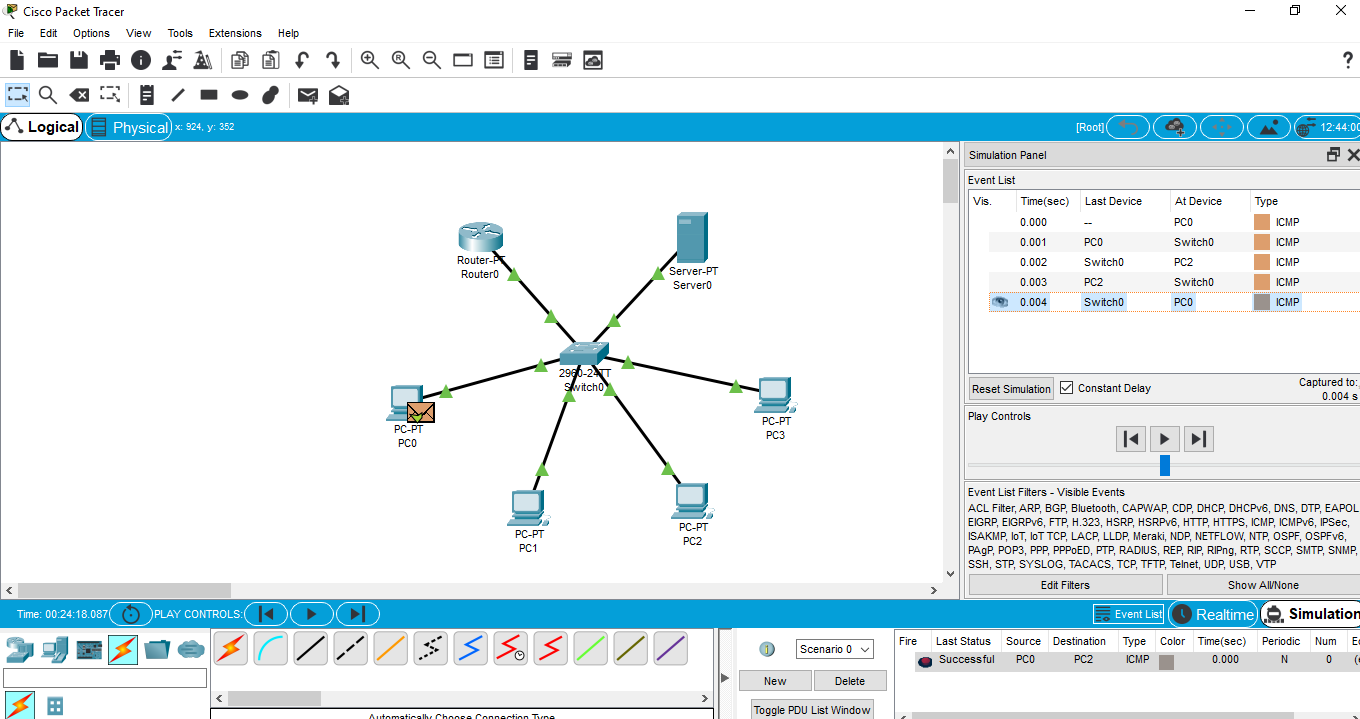 Cisco Packet Tracer
File Edit Options View Tools Extensions Help
Logical Physical x: 924, y: 352 [Root] 12:44:00
Router-PT
Router0
Server-PT
Server0
2960-24TT
Switch0
PC-PT
PC0
PC-PT
PC3
PC-PT
PC1
PC-PT
PC2
Simulation Panel
Event List
Vis. Time(sec) Last Device At Device Type
0.000 -- PC0 ICMP
0.001 PC0 Switch0 ICMP
0.002 Switch0 PC2 ICMP
0.003 PC2 Switch0 ICMP
0.004 Switch0 PC0 ICMP
Reset Simulation Constant Delay Captured to:
0.004 s
Play Controls
Event List Filters - Visible Events
ACL Filter, ARP, BGP, Bluetooth, CAPWAP, CDP, DHCP, DHCPv6, DNS, DTP, EAPOL
EIGRP, EIGRPv6, FTP, H.323, HSRP, HSRPv6, HTTP, HTTPS, ICMP, ICMPv6, IPSec,
ISAKMP, IoT, IoT TCP, LACP, LLDP, Meraki, NDP, NETFLOW, NTP, OSPF, OSPFv6,
PAgP, POP3, PPP, PPPoED, PTP, RADIUS, REP, RIP, RIPng, RTP, SCCP, SMTP, SNMP,
SSH, STP, SYSLOG, TACACS, TCP, TFTP, Telnet, UDP, USB, VTP
Edit Filters Show All/None
Time: 00:24:18.087 PLAY CONTROLS: Event List Realtime Simulation
Scenario 0
New Delete
Toggle PDU List Window
Fire Last Status Source Destination Type Color Time(sec) Periodic Num Ec
Successful PC0 PC2 ICMP 0.000 N 0 (e
Automatically Choose Connection Type